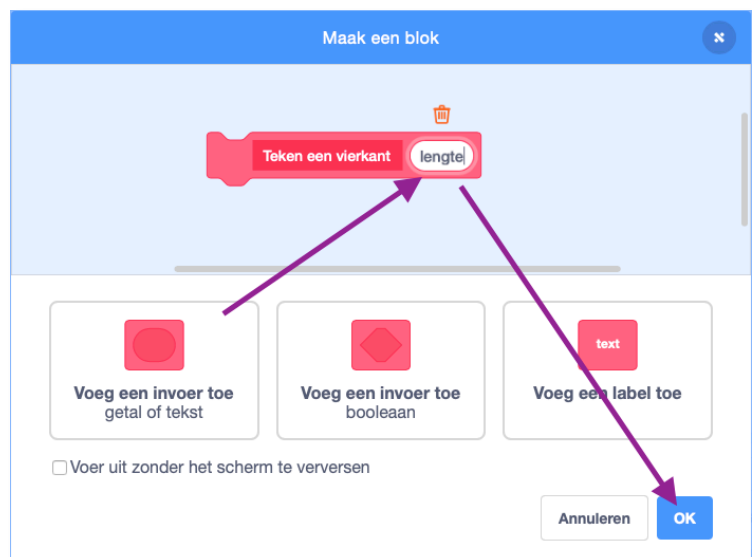 Maak een blok
Teken een vierkant lengte
Voeg een invoer toe
getal of tekst
Voeg een invoer toe
booleaan
text
Voeg een label toe
Voer uit zonder het scherm te verversen
Annuleren
OK